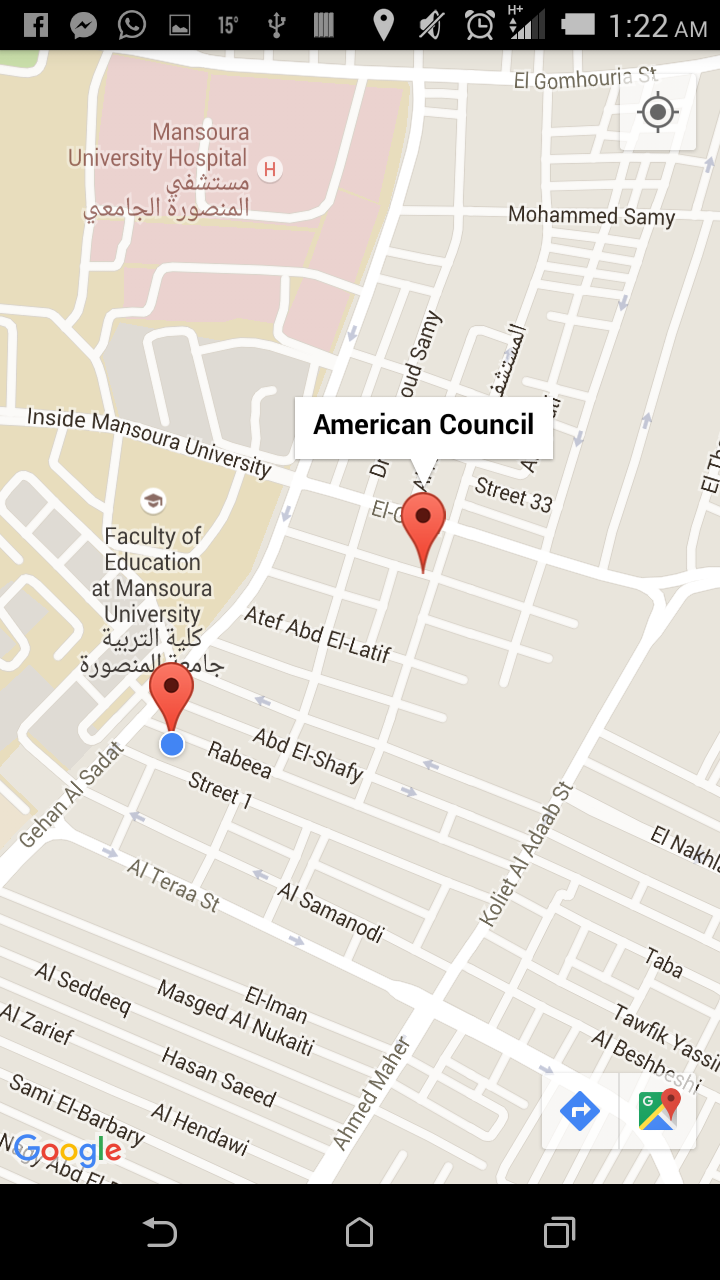 15°
H+
1:22 AM
El Gomhouria St
Mansoura
University Hospital
H
مستشفي
المنصورة الجامعي
Mohammed Samy
oud Samy
Inside Mansoura University
American Council
Street 33
Faculty of
Education
at Mansoura
University
كلية التربية
جامعة المنصورة
Atef Abd El-Latif
Abd El-Shafy
Rabeea
Street 1
Gehan Al Sadat
Koliet Al Adaab St
El Nakhla
Al Teraa St
Al Samanodi
Taba
Al Seddeeq
El-Iman
Masged Al Nukaiti
Al Zarief
Tawfik Yassin
Al Beshbeshi
Hasan Saeed
Ahmed Maher
Sami El-Barbary
Al Hendawi
Google
G